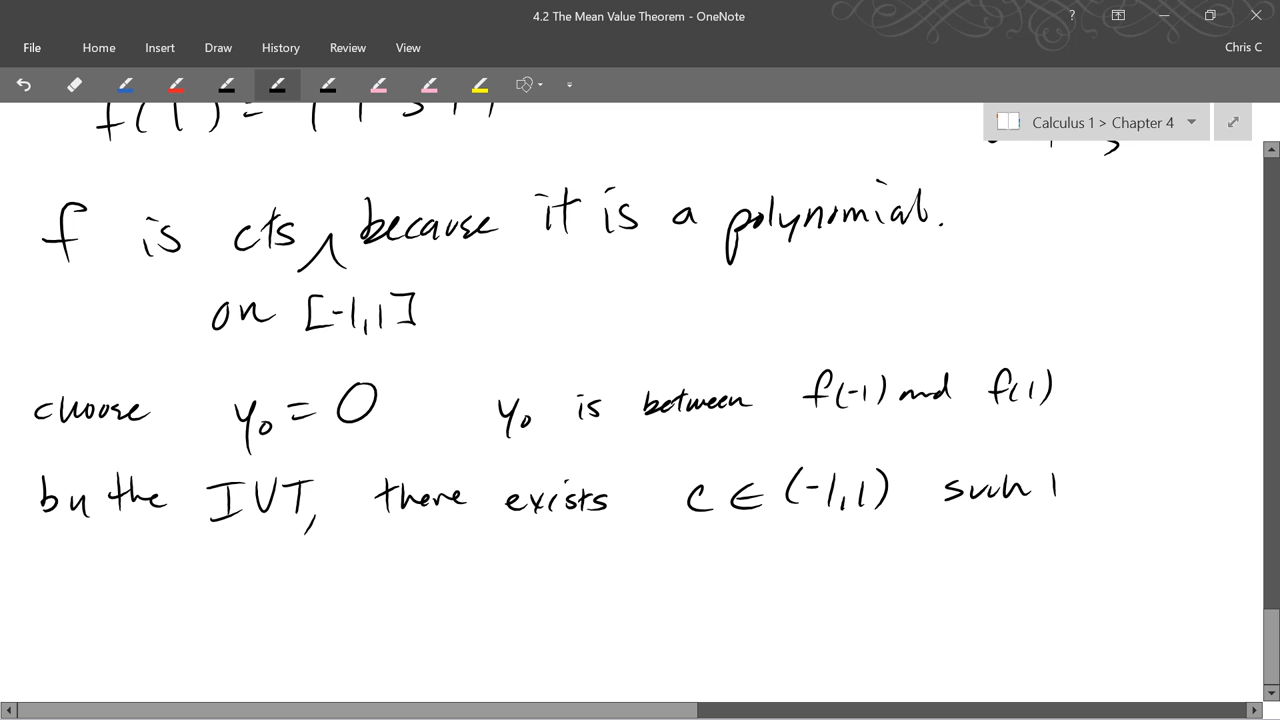 4.2 The Mean Value Theorem - OneNote
File Home Insert Draw History Review View
Chris C
Calculus 1 > Chapter 4
f is cts ∧ because it is a polynomial.
on [-1,1]
choose y₀ = 0 y₀ is between f(-1) and f(1)
by the IVT, there exists c ∈ (-1,1) such